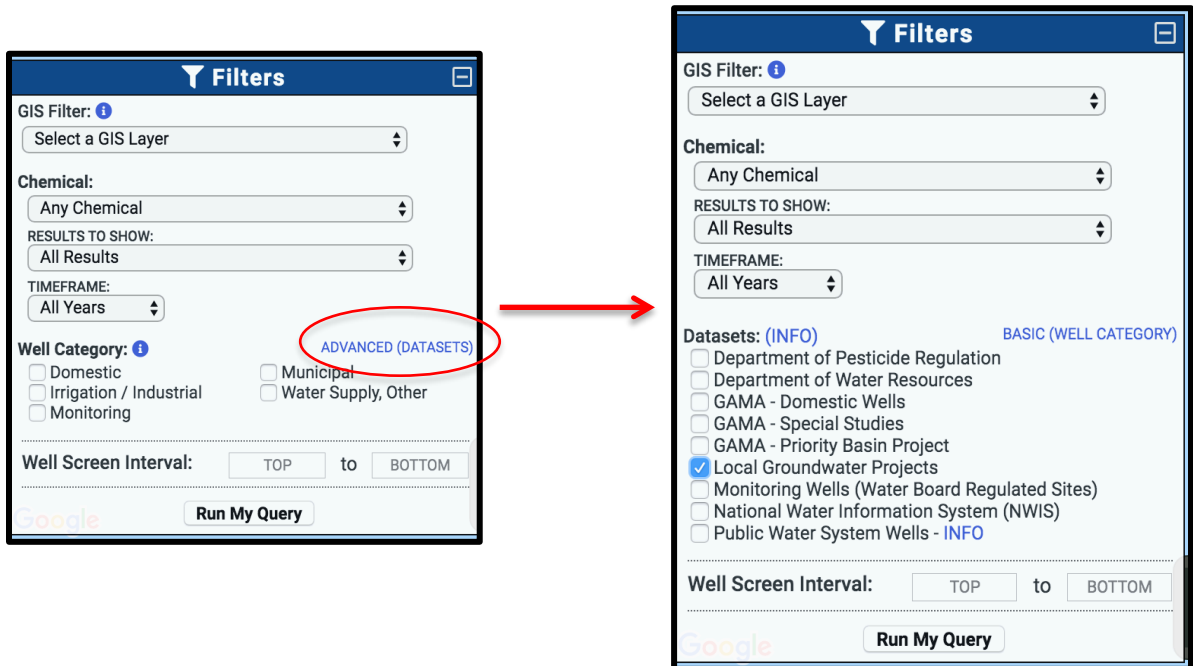 Filters
GIS Filter:
Select a GIS Layer
Chemical:
Any Chemical
RESULTS TO SHOW:
All Results
TIMEFRAME:
All Years
Well Category:
ADVANCED (DATASETS)
Domestic
Municipal
Irrigation / Industrial
Water Supply, Other
Monitoring
Well Screen Interval: TOP to BOTTOM
Run My Query
Google
Filters
GIS Filter:
Select a GIS Layer
Chemical:
Any Chemical
RESULTS TO SHOW:
All Results
TIMEFRAME:
All Years
Datasets: (INFO)
BASIC (WELL CATEGORY)
Department of Pesticide Regulation
Department of Water Resources
GAMA - Domestic Wells
GAMA - Special Studies
GAMA - Priority Basin Project
Local Groundwater Projects
Monitoring Wells (Water Board Regulated Sites)
National Water Information System (NWIS)
Public Water System Wells - INFO
Well Screen Interval: TOP to BOTTOM
Run My Query
Google